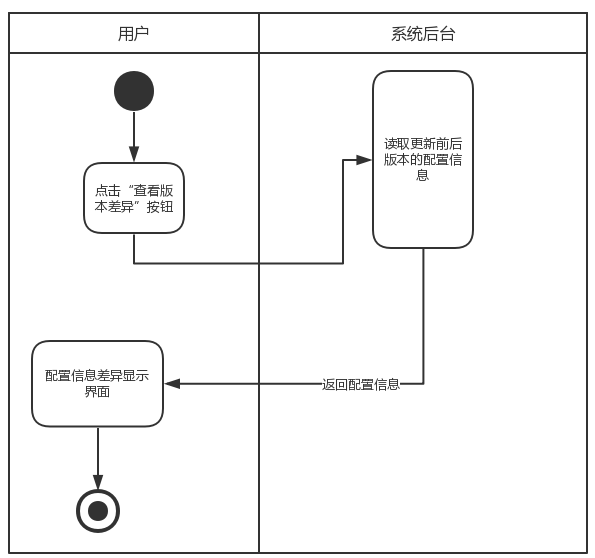 用户
系统后台
读取更新前后
版本的配置信
息
点击“查看版
本差异”按钮
配置信息差异显示
界面
返回配置信息